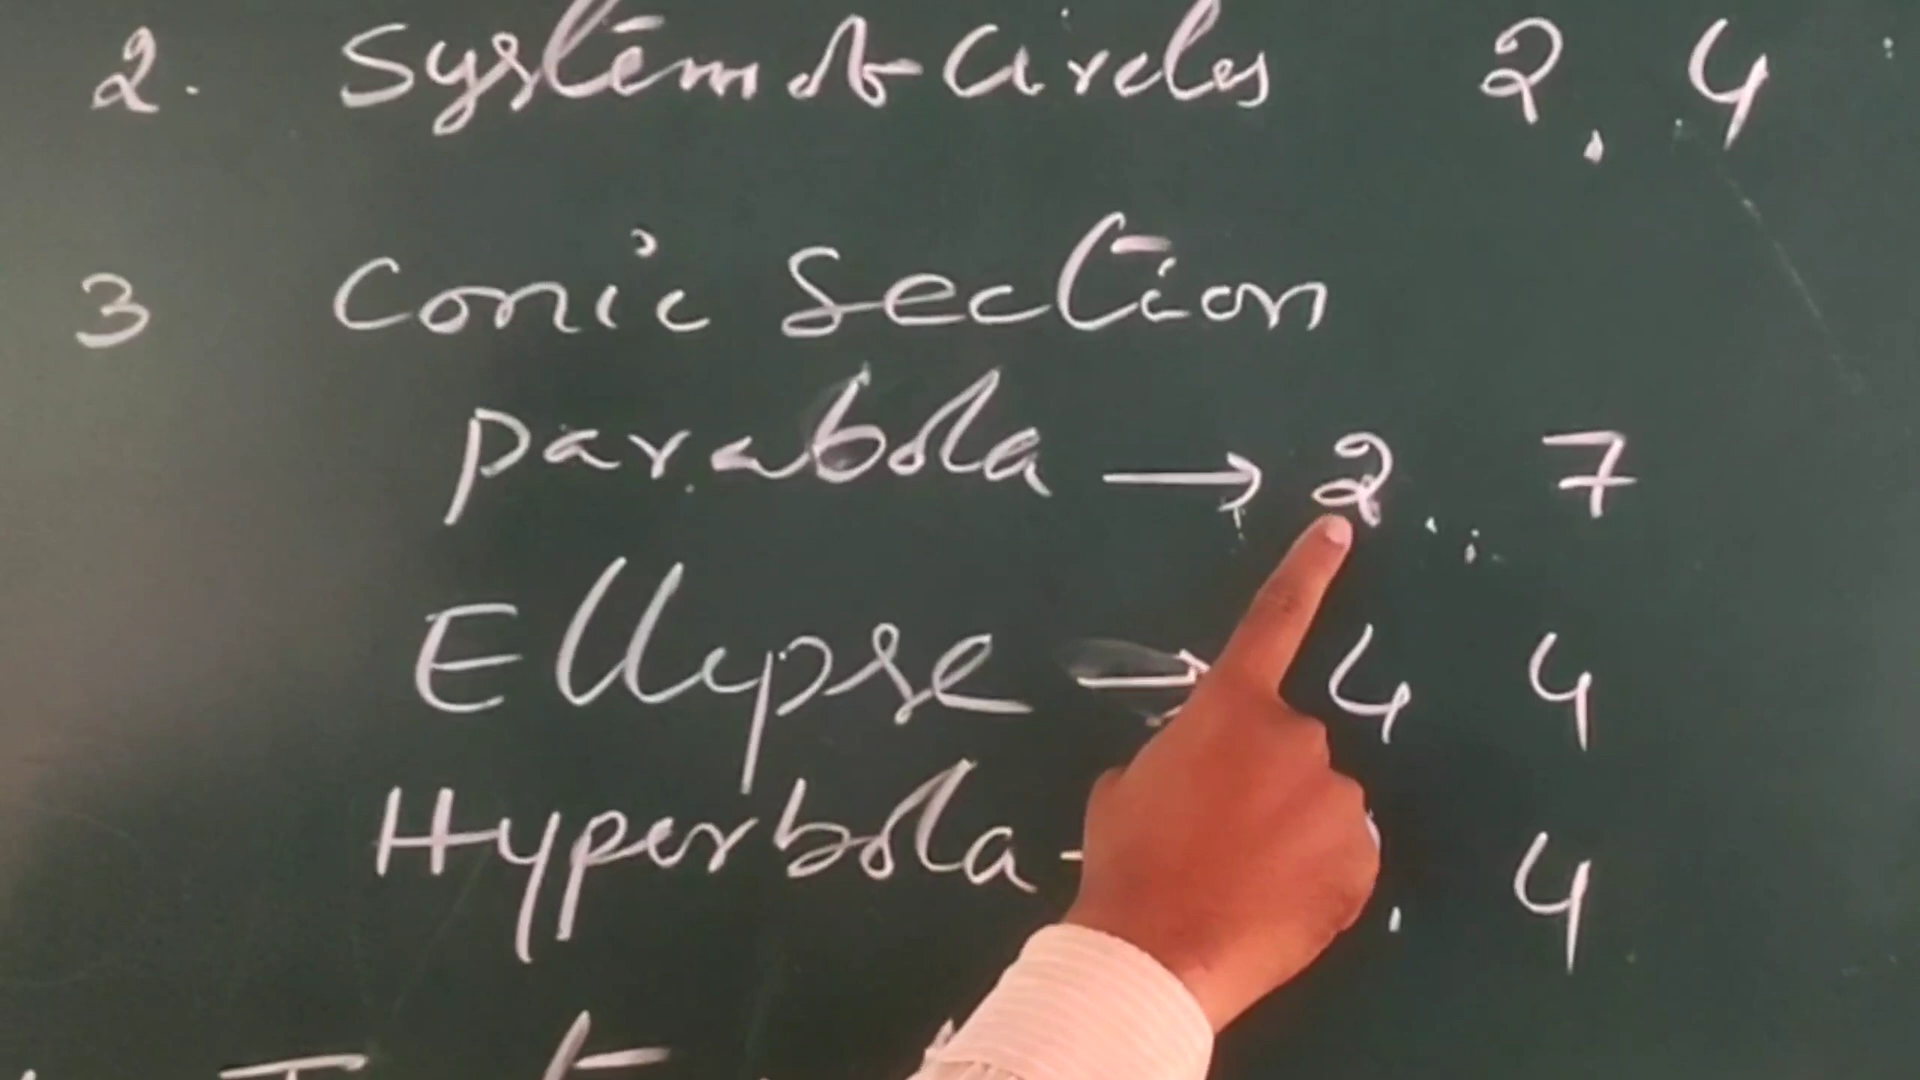 2. System of Circles 2 4
3 Conic Section
Parabola → 2 7
Ellipse → 4 4
Hyperbola - 4